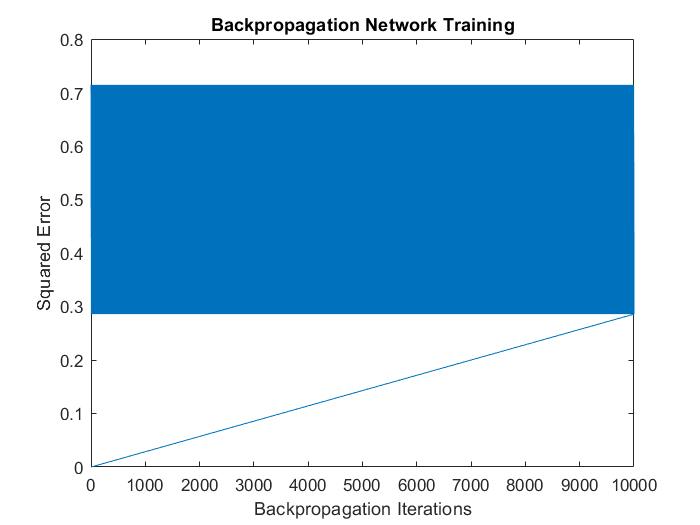 Backpropagation Network Training
0.8
0.7
0.6
0.5
0.4
0.3
0.2
0.1
0
Squared Error
0 1000 2000 3000 4000 5000 6000 7000 8000 9000 10000
Backpropagation Iterations